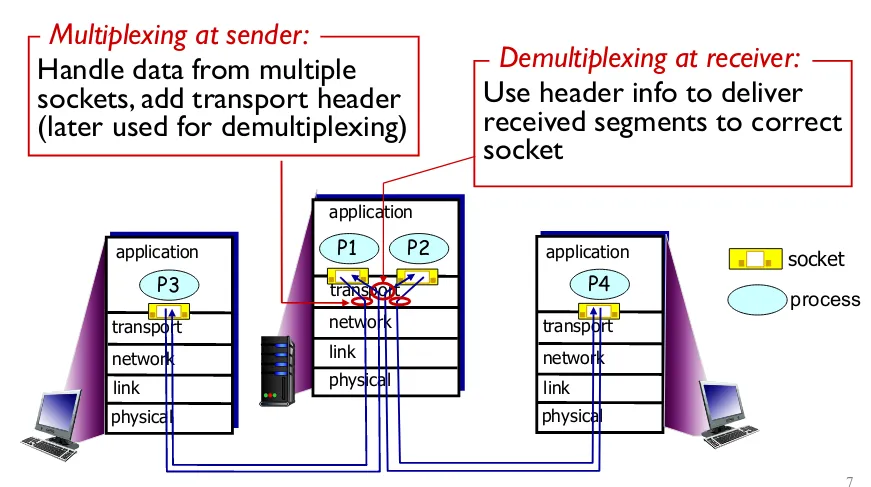 Multiplexing at sender:
Handle data from multiple
sockets, add transport header
(later used for demultiplexing)
Demultiplexing at receiver:
Use header info to deliver
received segments to correct
socket
application
P3
transport
network
link
physical
application
P1 P2
transport
network
link
physical
application
P4
transport
network
link
physical
socket
process
7